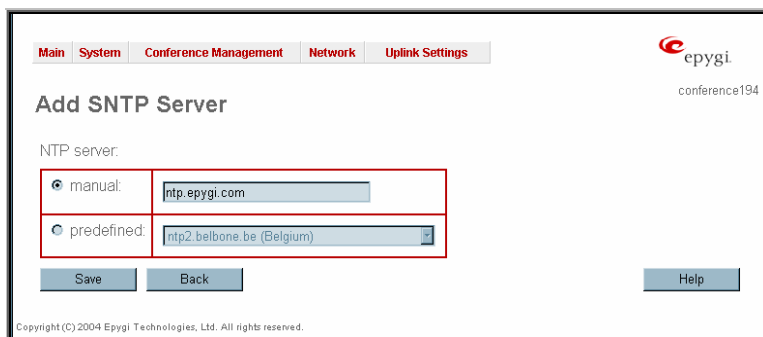 Main System Conference Management Network Uplink Settings
epygi.
conference194
Add SNTP Server
NTP server:
manual: ntp.epygi.com
predefined: ntp2.belbone.be (Belgium)
Save Back Help
Copyright (C) 2004 Epygi Technologies, Ltd. All rights reserved.